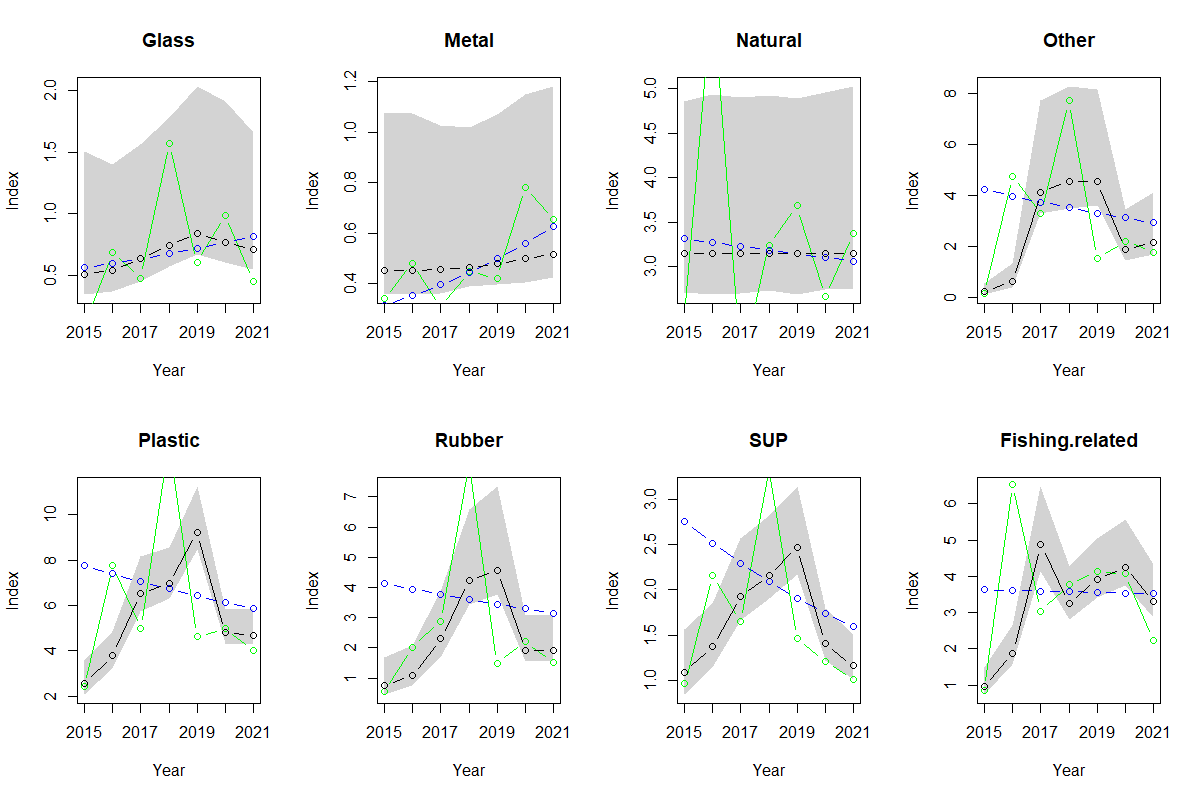 Glass
Index
2.0
1.5
1.0
0.5
2015 2017 2019 2021
Year
Metal
Index
1.2
1.0
0.8
0.6
0.4
2015 2017 2019 2021
Year
Natural
Index
5.0
4.5
4.0
3.5
3.0
2015 2017 2019 2021
Year
Other
Index
8
6
4
2
0
2015 2017 2019 2021
Year
Plastic
Index
10
8
6
4
2
2015 2017 2019 2021
Year
Rubber
Index
7
6
5
4
3
2
1
2015 2017 2019 2021
Year
SUP
Index
3.0
2.5
2.0
1.5
1.0
2015 2017 2019 2021
Year
Fishing.related
Index
6
5
4
3
2
1
2015 2017 2019 2021
Year